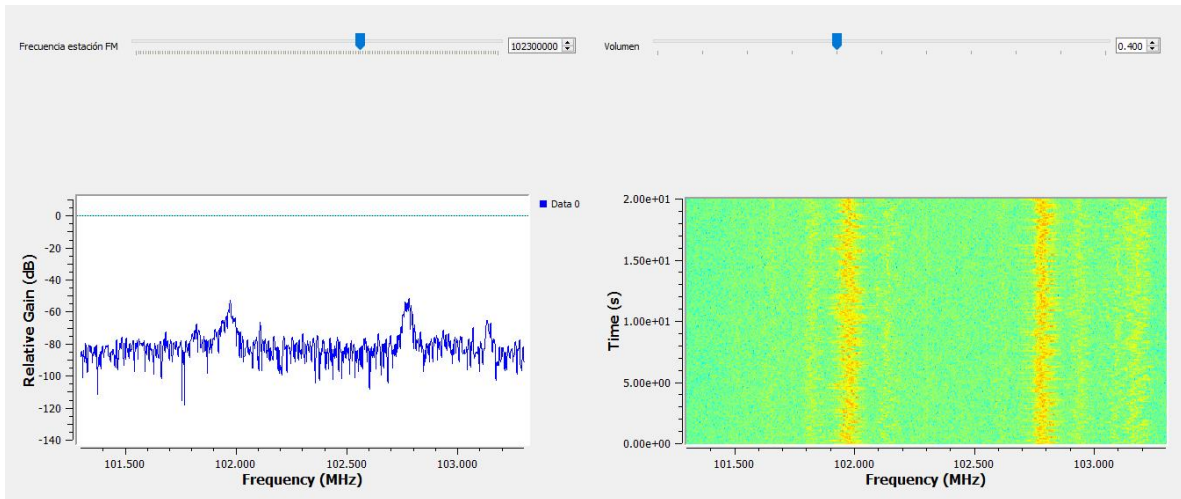 Frecuencia estación FM
102300000
Volumen
0.400
Relative Gain (dB)
0
-20
-40
-60
-80
-100
-120
-140
101.500
102.000
102.500
103.000
Frequency (MHz)
Data 0
Time (s)
2.00e+01
1.50e+01
1.00e+01
5.00e+00
0.00e+00
101.500
102.000
102.500
103.000
Frequency (MHz)